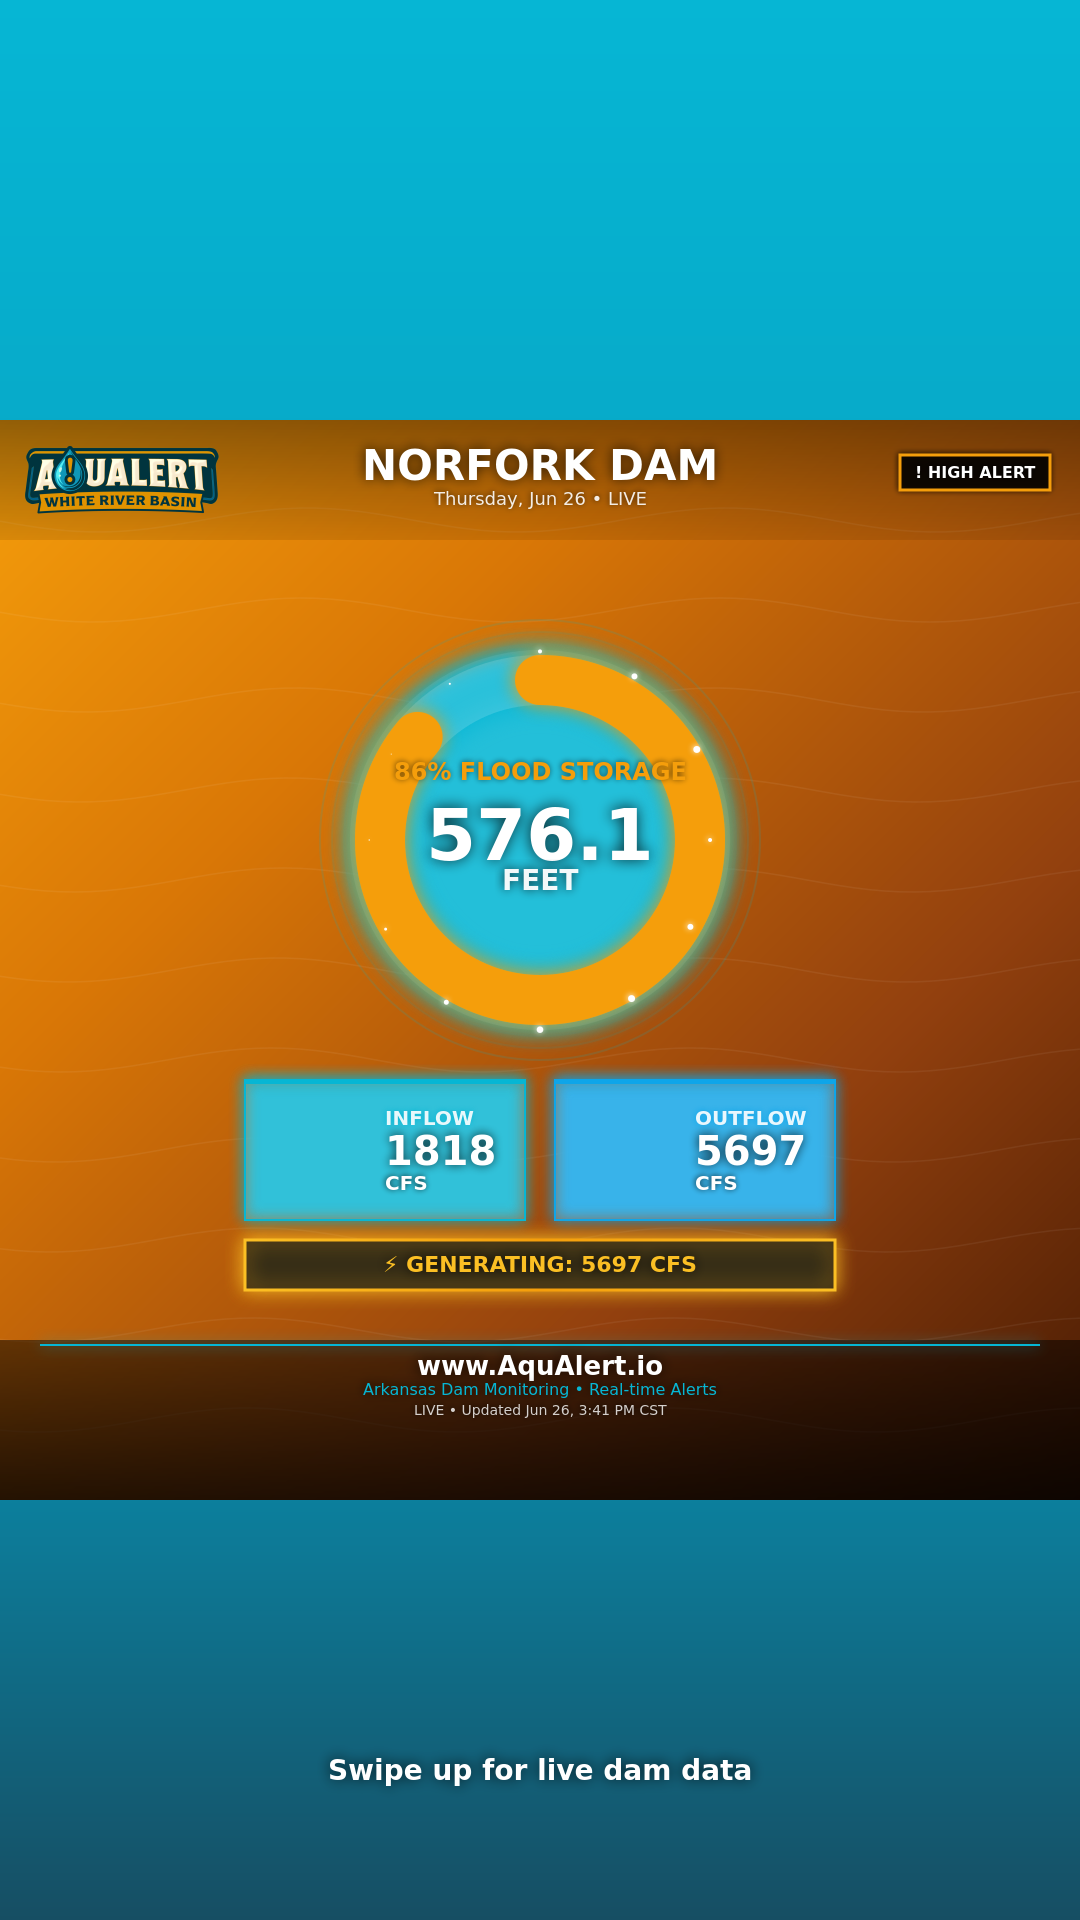 AQUALERT
WHITE RIVER BASIN
NORFORK DAM
Thursday, Jun 26 • LIVE
! HIGH ALERT
86% FLOOD STORAGE
576.1
FEET
INFLOW
1818
CFS
OUTFLOW
5697
CFS
⚡ GENERATING: 5697 CFS
www.AquAlert.io
Arkansas Dam Monitoring • Real-time Alerts
LIVE • Updated Jun 26, 3:41 PM CST
Swipe up for live dam data